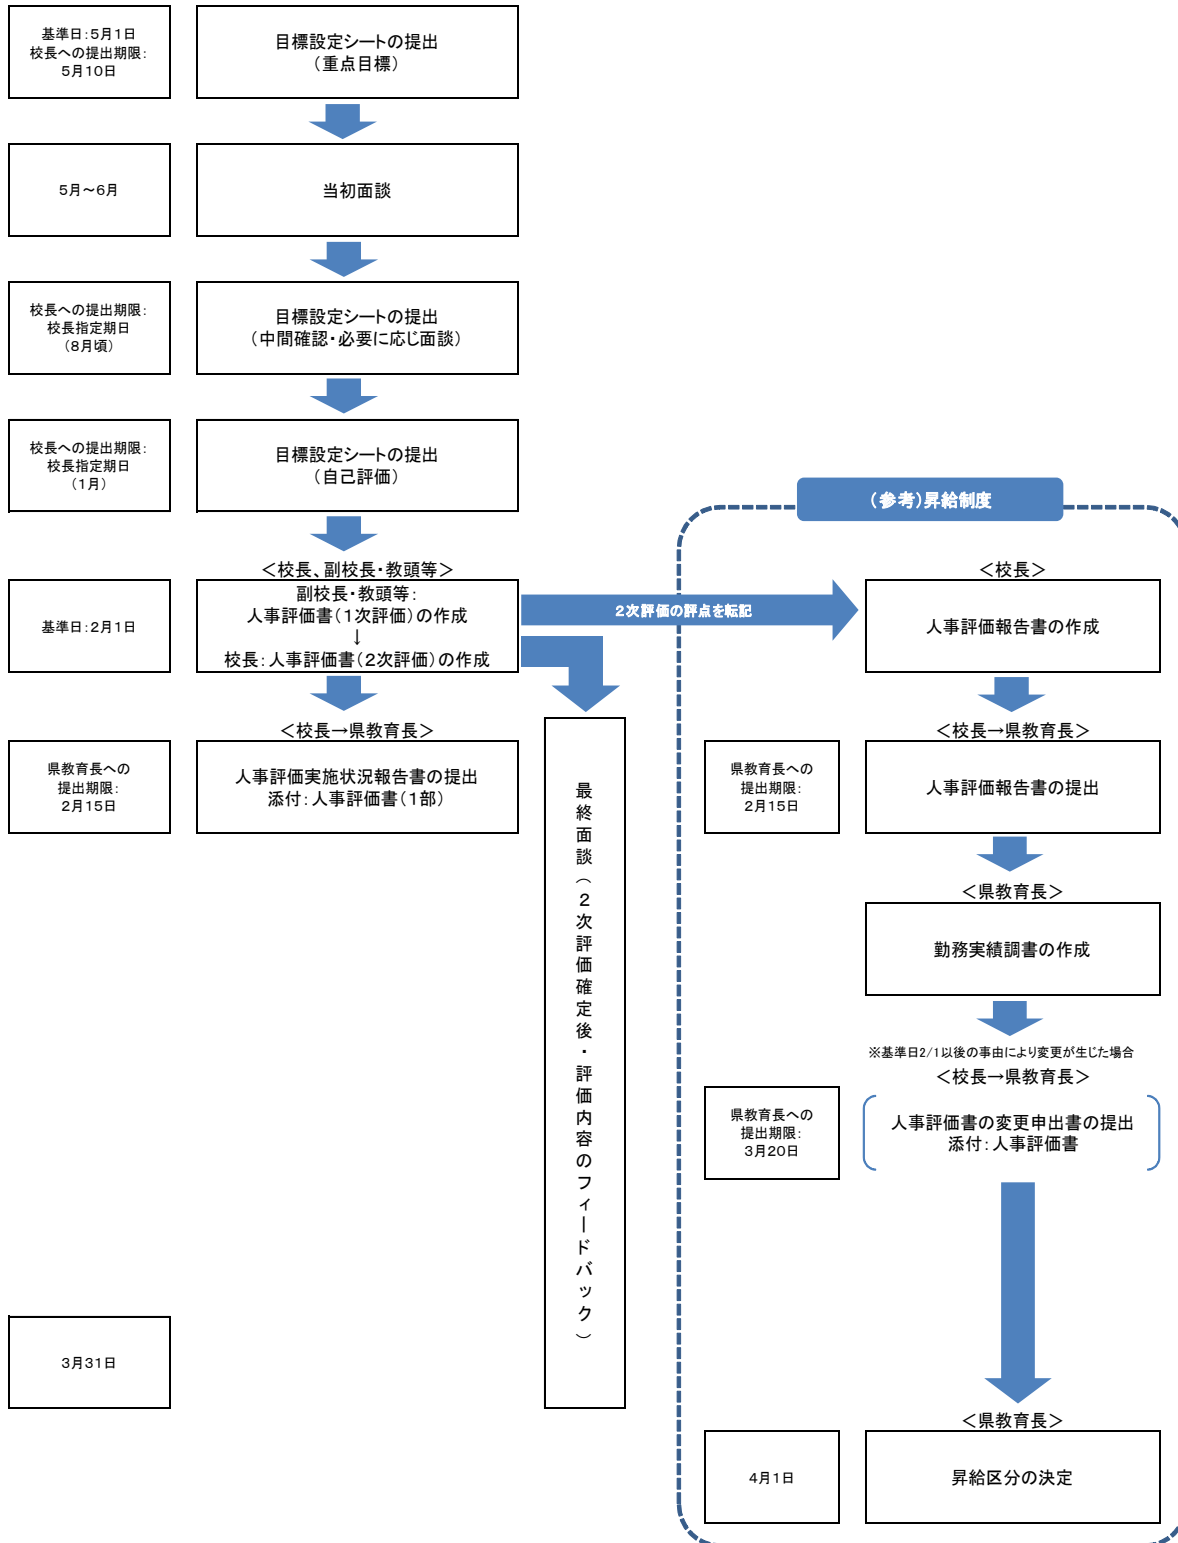 基準日:5月1日
校長への提出期限:
5月10日
目標設定シートの提出
(重点目標)
5月～6月
当初面談
校長への提出期限:
校長指定期日
(8月頃)
目標設定シートの提出
(中間確認・必要に応じ面談)
校長への提出期限:
校長指定期日
(1月)
目標設定シートの提出
(自己評価)
＜校長、副校長・教頭等＞
基準日:2月1日
副校長・教頭等:
人事評価書(1次評価)の作成
↓
校長:人事評価書(2次評価)の作成
＜校長→県教育長＞
県教育長への
提出期限:
2月15日
人事評価実施状況報告書の提出
添付:人事評価書(1部)
3月31日
最終面談(2次評価確定後・評価内容のフィードバック)
(参考)昇給制度
2次評価の評点を転記
＜校長＞
人事評価報告書の作成
＜校長→県教育長＞
県教育長への
提出期限:
2月15日
人事評価報告書の提出
＜県教育長＞
勤務実績調書の作成
※基準日2/1以後の事由により変更が生じた場合
＜校長→県教育長＞
県教育長への
提出期限:
3月20日
人事評価書の変更申出書の提出
添付:人事評価書
＜県教育長＞
4月1日
昇給区分の決定